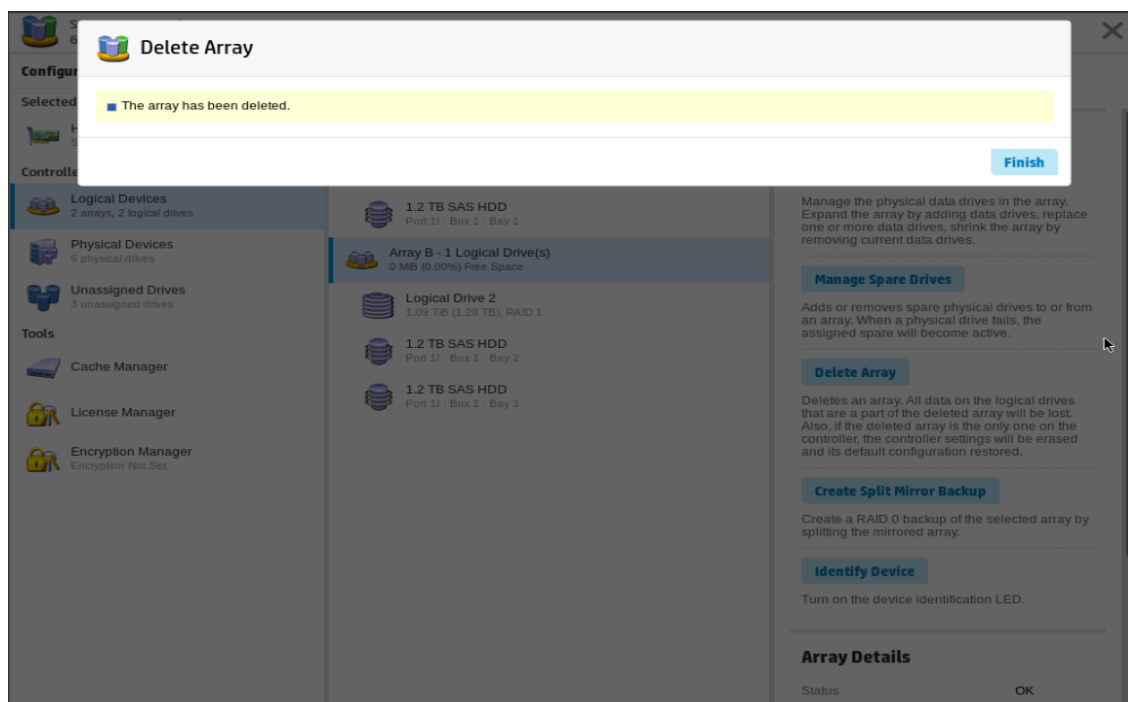 Delete Array
The array has been deleted.
Finish
Configur
Selected
Controlle
Logical Devices
2 arrays, 2 logical drives
Physical Devices
6 physical drives
Unassigned Drives
3 unassigned drives
Tools
Cache Manager
License Manager
Encryption Manager
Encryption Not Set
1.2 TB SAS HDD
Port 1I : Box 1 : Bay 1
Array B - 1 Logical Drive(s)
0 MiB (0.00%) Free Space
Logical Drive 2
1.09 TiB (1.20 TB), RAID 1
1.2 TB SAS HDD
Port 1I : Box 1 : Bay 2
1.2 TB SAS HDD
Port 1I : Box 1 : Bay 3
Manage the physical data drives in the array.
Expand the array by adding data drives, replace
one or more data drives, shrink the array by
removing current data drives.
Manage Spare Drives
Adds or removes spare physical drives to or from
an array. When a physical drive fails, the
assigned spare will become active.
Delete Array
Deletes an array. All data on the logical drives
that are a part of the deleted array will be lost.
Also, if the deleted array is the only one on the
controller, the controller settings will be erased
and its default configuration restored.
Create Split Mirror Backup
Create a RAID 0 backup of the selected array by
splitting the mirrored array.
Identify Device
Turn on the device identification LED.
Array Details
Status OK